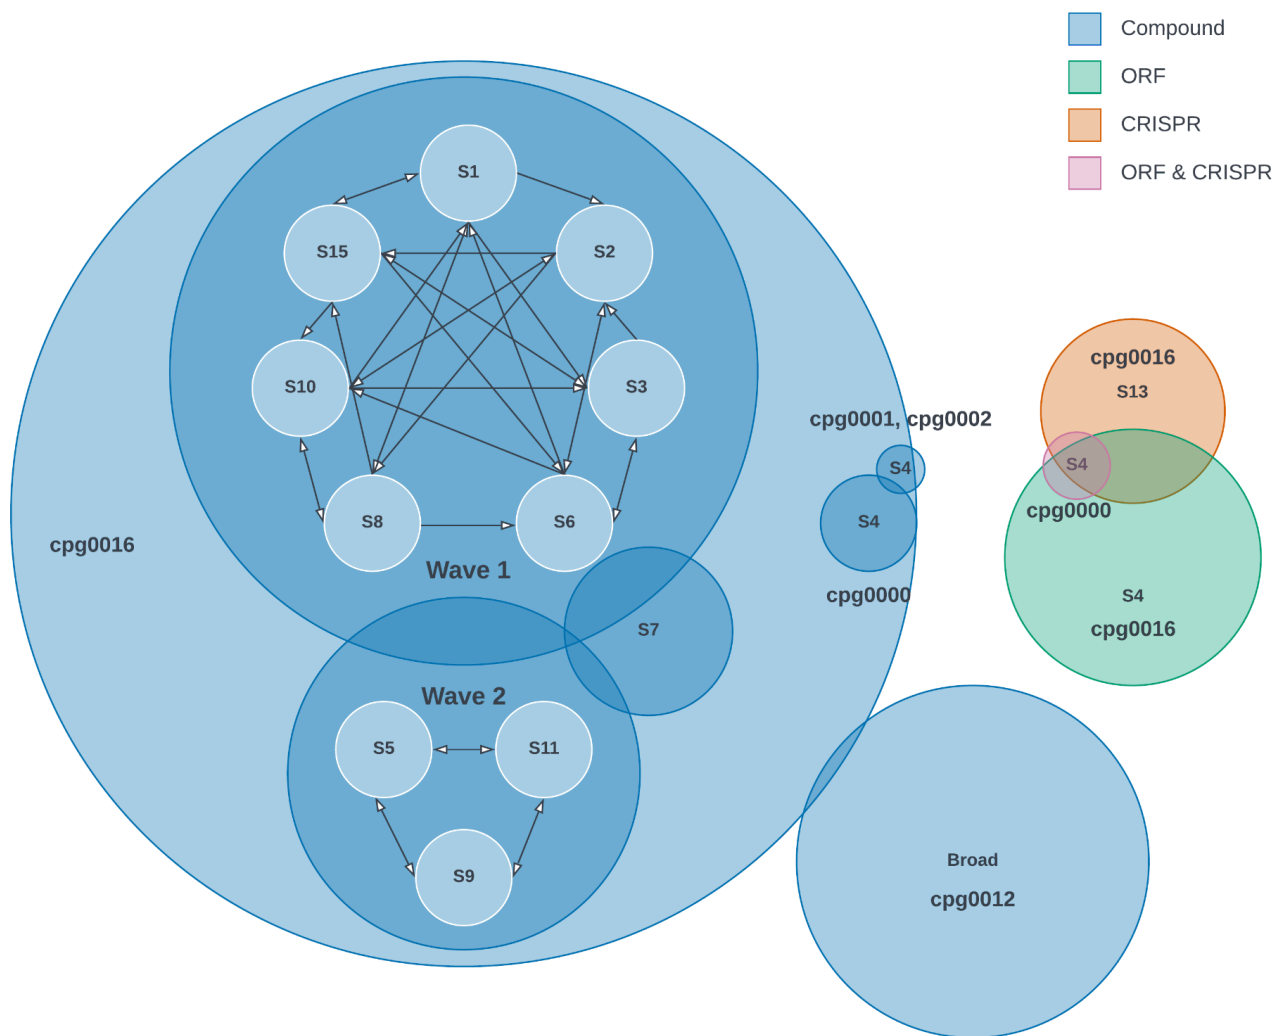 Compound
ORF
CRISPR
ORF & CRISPR
S1
S15
S2
S10
S3
S8
S6
Wave 1
cpg0016
S7
Wave 2
S5
S11
S9
cpg0001, cpg0002
S4
S4
cpg0000
cpg0016
S13
S4
cpg0000
S4
cpg0016
Broad
cpg0012